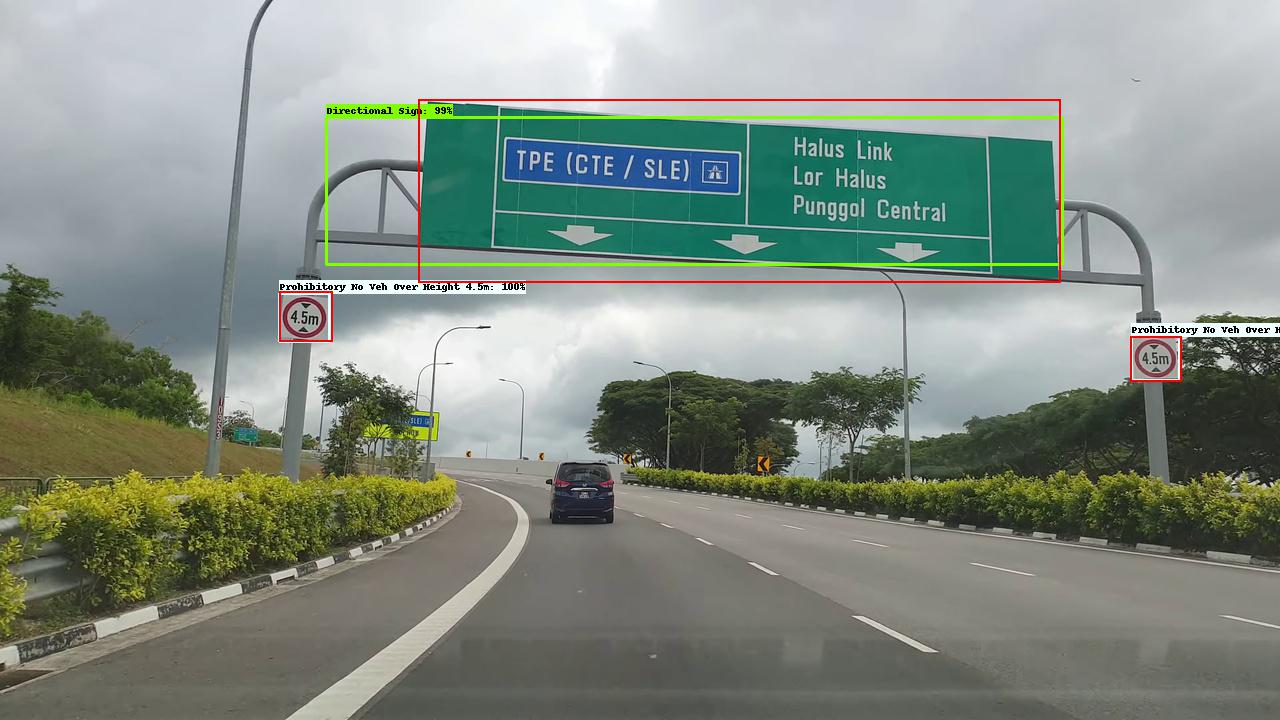 Directional Sign: 99%
TPE (CTE / SLE)
Halus Link
Lor Halus
Punggol Central
Prohibitory No Veh Over Height 4.5m: 100%
4.5m
Prohibitory No Veh Over H
4.5m